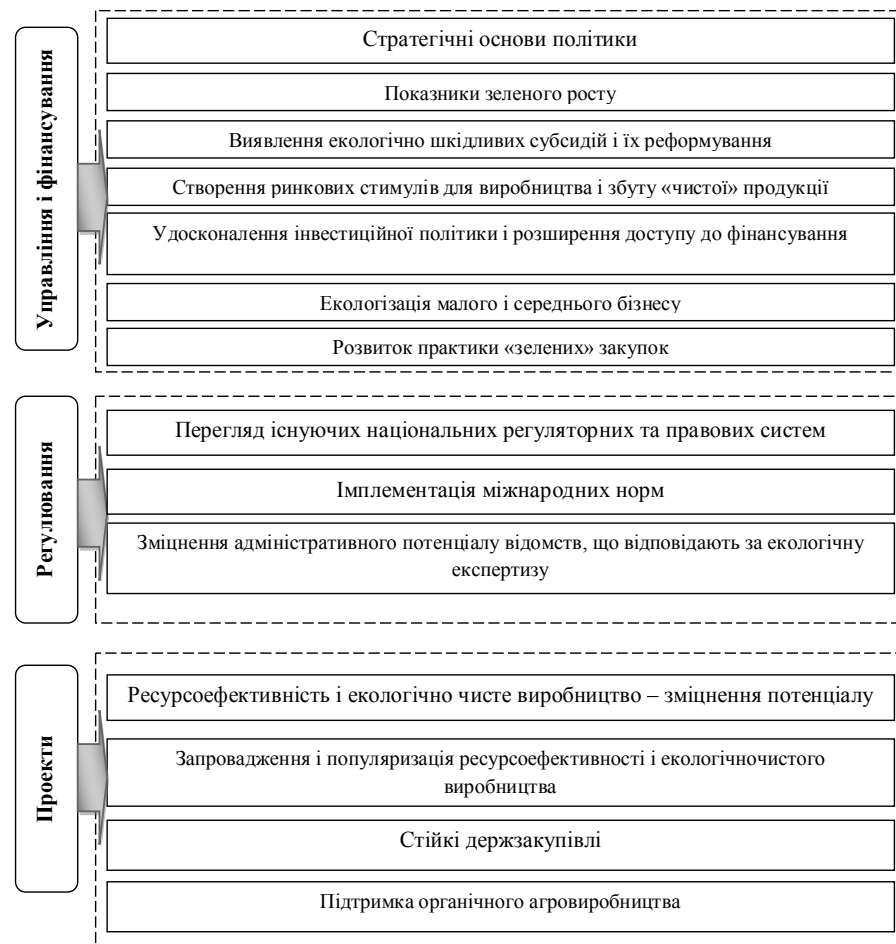 Управління і фінансування
Стратегічні основи політики
Показники зеленого росту
Виявлення екологічно шкідливих субсидій і їх реформування
Створення ринкових стимулів для виробництва і збуту «чистої» продукції
Удосконалення інвестиційної політики і розширення доступу до фінансування
Екологізація малого і середнього бізнесу
Розвиток практики «зелених» закупок
Регулювання
Перегляд існуючих національних регуляторних та правових систем
Імплементація міжнародних норм
Зміцнення адміністративного потенціалу відомств, що відповідають за екологічну
експертизу
Проекти
Ресурсоефективність і екологічно чисте виробництво – зміцнення потенціалу
Запровадження і популяризація ресурсоефективності і екологічночистого
виробництва
Стійкі держзакупівлі
Підтримка органічного агровиробництва